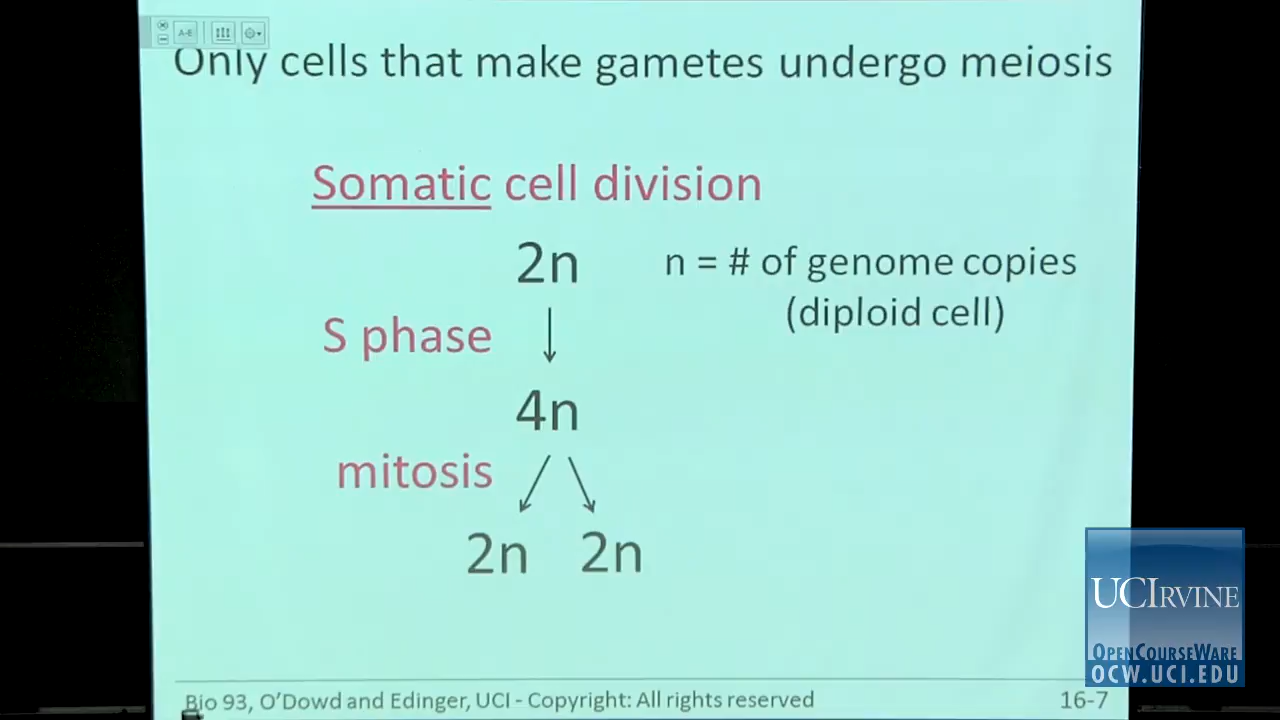 A-E
Only cells that make gametes undergo meiosis
Somatic cell division
2n
n = # of genome copies
(diploid cell)
S phase
4n
mitosis
2n 2n
UCIRVINE
OPENCOURSEWARE
OCW.UCI.EDU
Bio 93, O'Dowd and Edinger, UCI - Copyright: All rights reserved
16-7